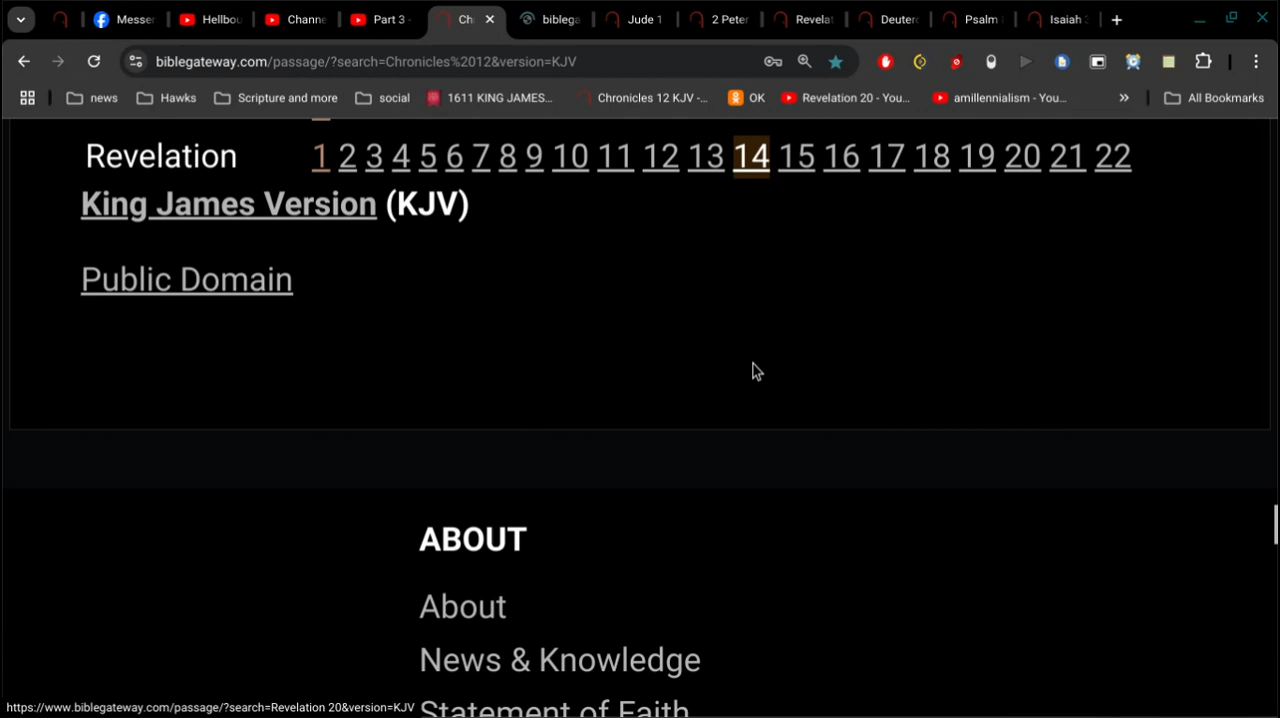 Messer Hellbou Channe Part 3 - Ch biblega Jude 1 2 Peter Revelat Deuter Psalm Isaiah
biblegateway.com/passage/?search=Chronicles%2012&version=KJV
news Hawks Scripture and more social 1611 KING JAMES... Chronicles 12 KJV -... OK Revelation 20 - You... amillennialism - You... » All Bookmarks
Revelation 1 2 3 4 5 6 7 8 9 10 11 12 13 14 15 16 17 18 19 20 21 22
King James Version (KJV)
Public Domain
ABOUT
About
News & Knowledge
Statement of Faith
https://www.biblegateway.com/passage/?search=Revelation 20&version=KJV